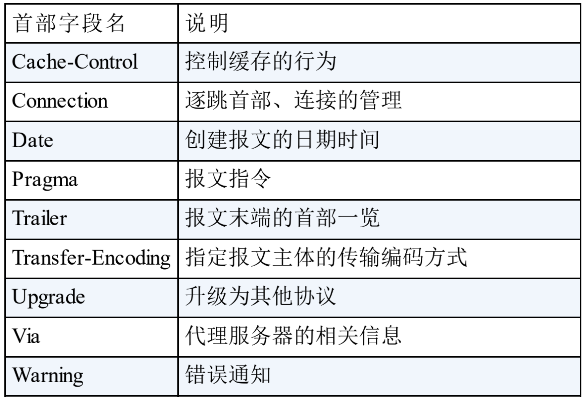 首部字段名 说明
Cache-Control 控制缓存的行为
Connection 逐跳首部、连接的管理
Date 创建报文的日期时间
Pragma 报文指令
Trailer 报文末端的首部一览
Transfer-Encoding 指定报文主体的传输编码方式
Upgrade 升级为其他协议
Via 代理服务器的相关信息
Warning 错误通知